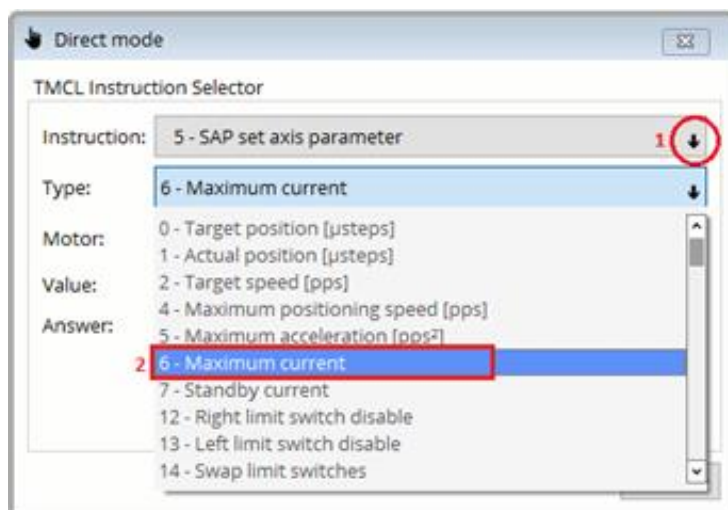 Direct mode
TMCL Instruction Selector
Instruction: 5 - SAP set axis parameter 1
Type: 6 - Maximum current
Motor:
Value:
Answer:
0 - Target position [µsteps]
1 - Actual position [µsteps]
2 - Target speed [pps]
4 - Maximum positioning speed [pps]
5 - Maximum acceleration [pps²]
2 6 - Maximum current
7 - Standby current
12 - Right limit switch disable
13 - Left limit switch disable
14 - Swap limit switches